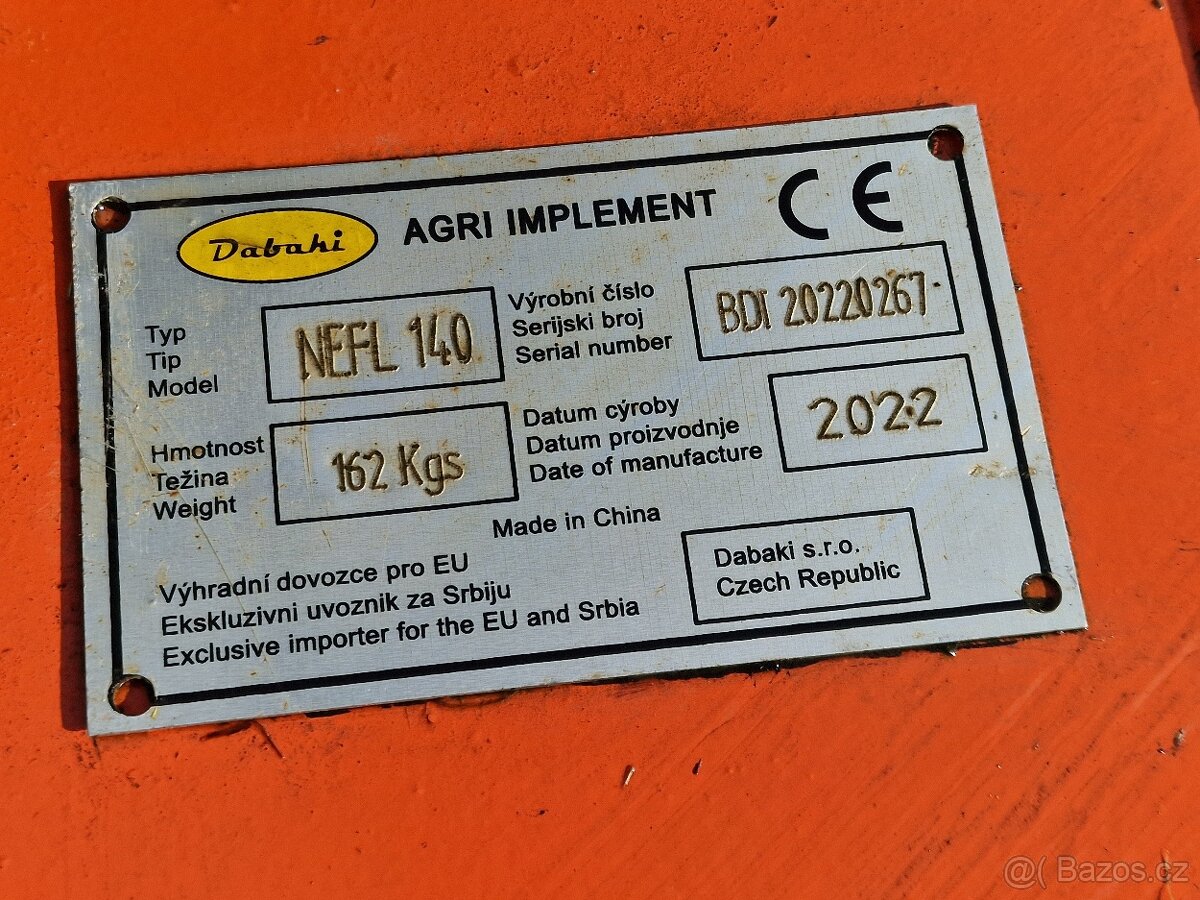 Dabaki
AGRI IMPLEMENT
CE
Typ
Tip
Model
NEFL 140
Výrobní číslo
Serijski broj
Serial number
BDT 20220267
Hmotnost
Težina
Weight
162 Kgs
Datum cýroby
Datum proizvodnje
Date of manufacture
2022
Made in China
Výhradní dovozce pro EU
Ekskluzivni uvoznik za Srbiju
Exclusive importer for the EU and Srbia
Dabaki s.r.o.
Czech Republic
@( Bazos.cz